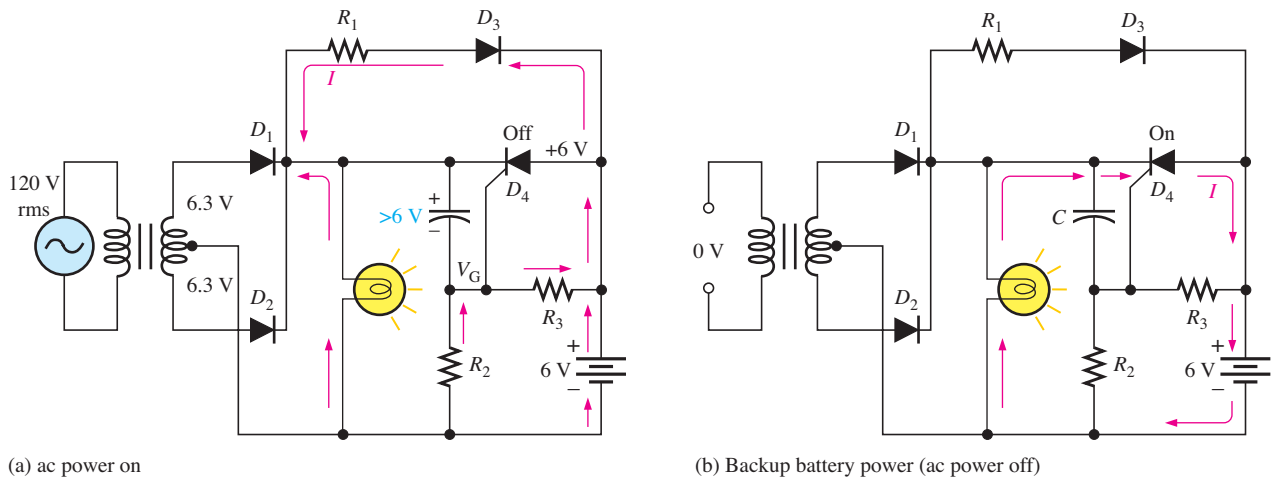 R1
D3
I
D1
Off
+6 V
120 V
rms
6.3 V
D4
>6 V
+
−
6.3 V
VG
D2
R3
+
R2
6 V
−
(a) ac power on
R1
D3
D1
On
D4
I
C
0 V
D2
R3
+
R2
6 V
−
(b) Backup battery power (ac power off)